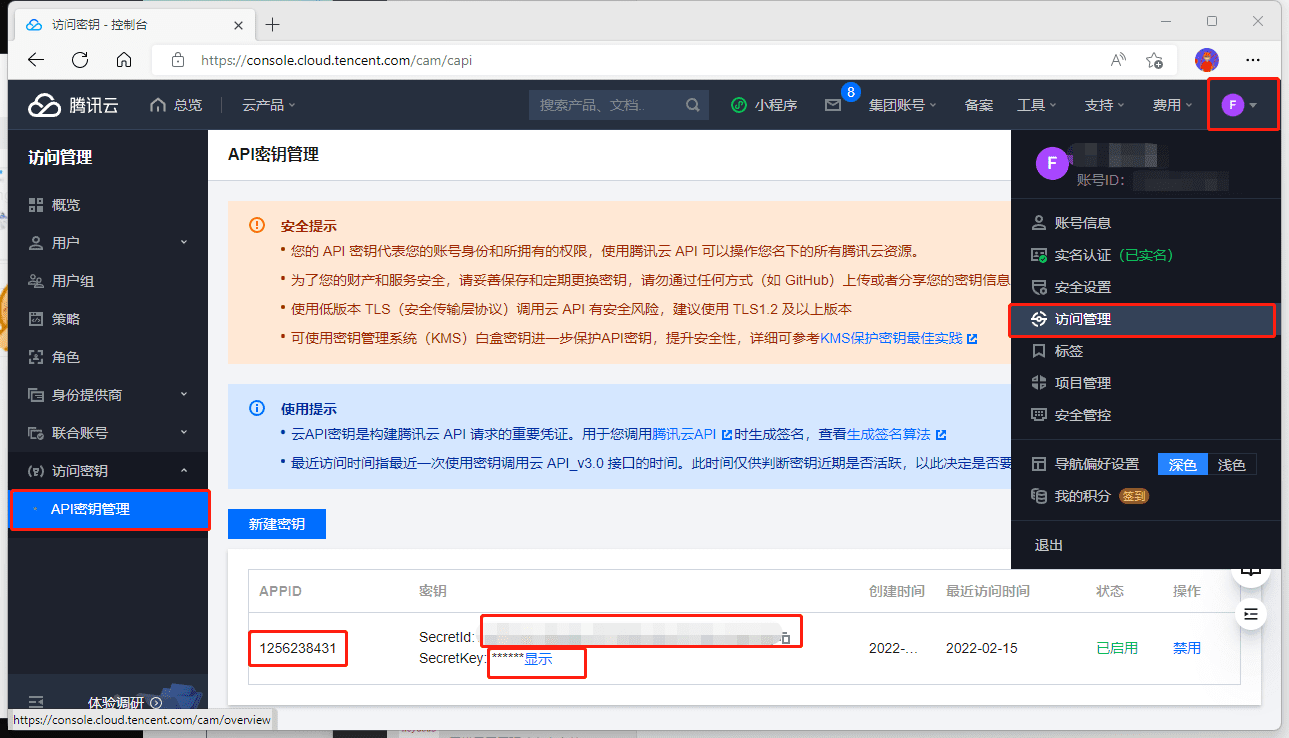 访问密钥 - 控制台
https://console.cloud.tencent.com/cam/capi
腾讯云 总览 云产品 搜索产品、文档.. 小程序 8 集团账号 备案 工具 支持 费用 F
访问管理
概览
用户
用户组
策略
角色
身份提供商
联合账号
访问密钥
API密钥管理
体验调研
https://console.cloud.tencent.com/cam/overview
API密钥管理
安全提示
• 您的 API 密钥代表您的账号身份和所拥有的权限，使用腾讯云 API 可以操作您名下的所有腾讯云资源。
• 为了您的财产和服务安全，请妥善保存和定期更换密钥，请勿通过任何方式（如 GitHub）上传或者分享您的密钥信息
• 使用低版本 TLS（安全传输层协议）调用云 API 有安全风险，建议使用 TLS1.2 及以上版本
• 可使用密钥管理系统（KMS）白盒密钥进一步保护API密钥，提升安全性，详细可参考KMS保护密钥最佳实践
使用提示
• 云API密钥是构建腾讯云 API 请求的重要凭证。用于您调用腾讯云API 时生成签名，查看生成签名算法
• 最近访问时间指最近一次使用密钥调用云 API_v3.0 接口的时间。此时间仅供判断密钥近期是否活跃，以此决定是否要
新建密钥
APPID 密钥 创建时间 最近访问时间 状态 操作
1256238431 SecretId: 2022-... 2022-02-15 已启用 禁用
SecretKey: ******显示
F
账号ID：
账号信息
实名认证 (已实名)
安全设置
访问管理
标签
项目管理
安全管控
导航偏好设置 深色 浅色
我的积分 签到
退出